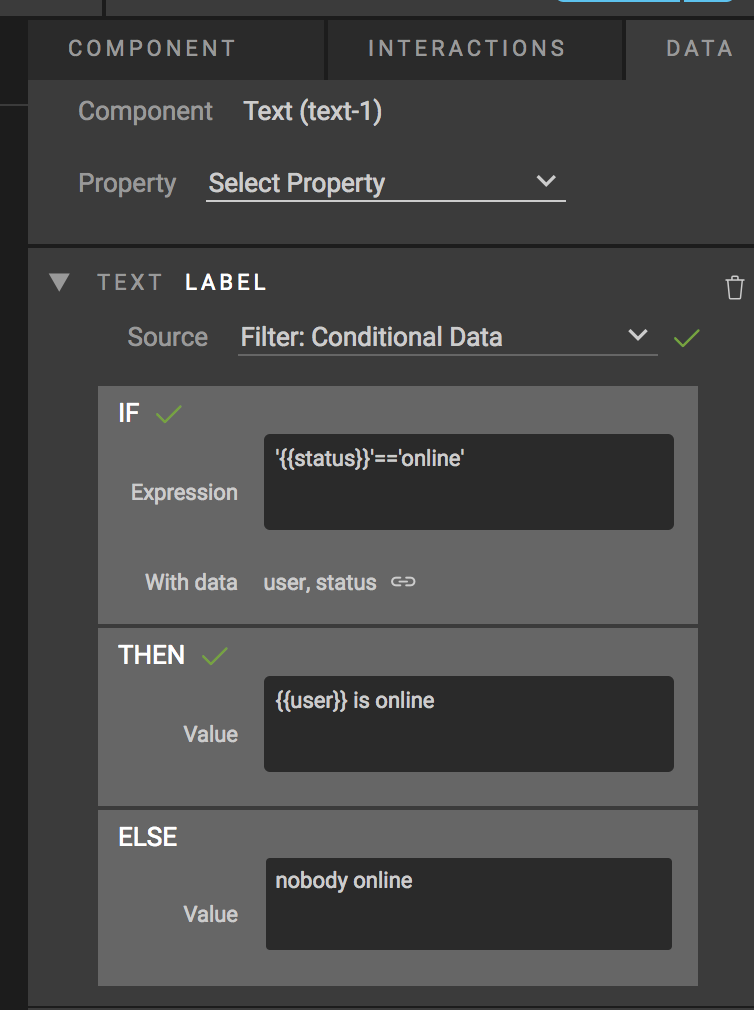 COMPONENT INTERACTIONS DATA
Component Text (text-1)
Property Select Property
TEXT LABEL
Source Filter: Conditional Data
IF
'{{status}}'=='online'
Expression
With data user, status
THEN
{{user}} is online
Value
ELSE
nobody online
Value